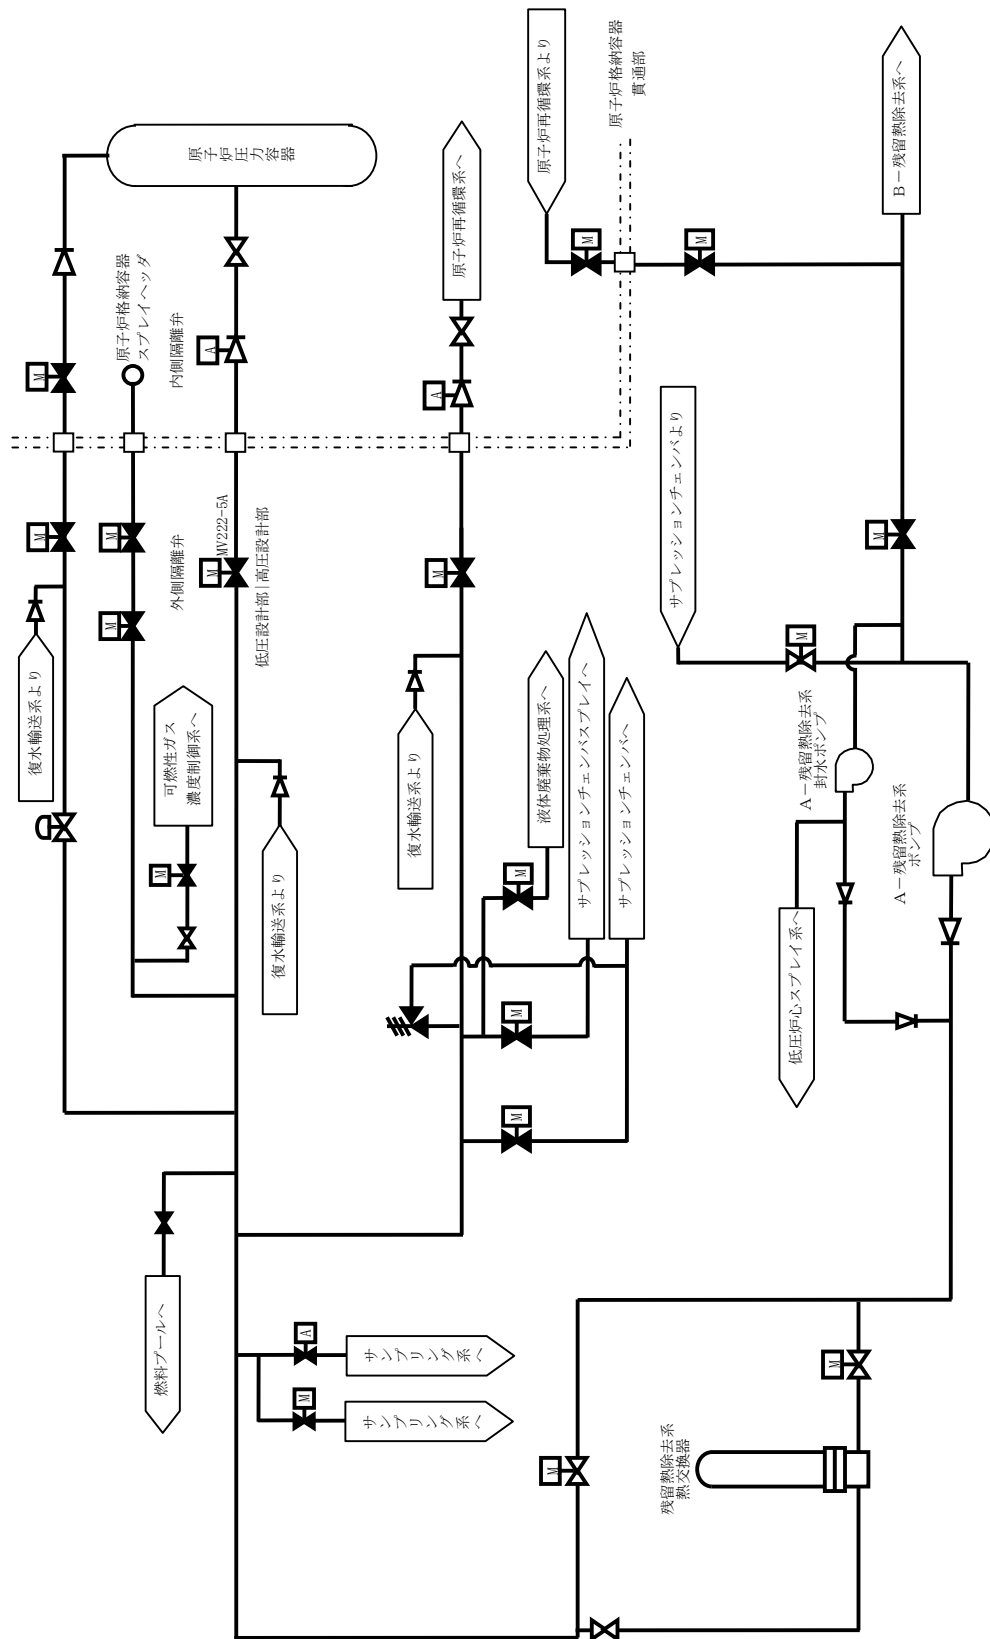 原子炉圧力容器
原子炉格納容器
スプレイヘッダ
内側隔離弁
外側隔離弁
MV222-5A
低圧設計部|高圧設計部
復水輸送系より
可燃性ガス
濃度制御系へ
復水輸送系より
燃料プールへ
サンプリング系へ
サンプリング系へ
原子炉再循環系へ
復水輸送系より
液体廃棄物処理系へ
サプレッションチェンバスプレイへ
サプレッションチェンバへ
原子炉再循環系より
原子炉格納容器
貫通部
サプレッションチェンバより
B－残留熱除去系へ
A－残留熱除去系
封水ポンプ
A－残留熱除去系
ポンプ
低圧炉心スプレイ系へ
残留熱除去系
熱交換器
M
M
M
M
M
M
A
M
A
M
M
M
M
M
M
M
M
A
M
M
M